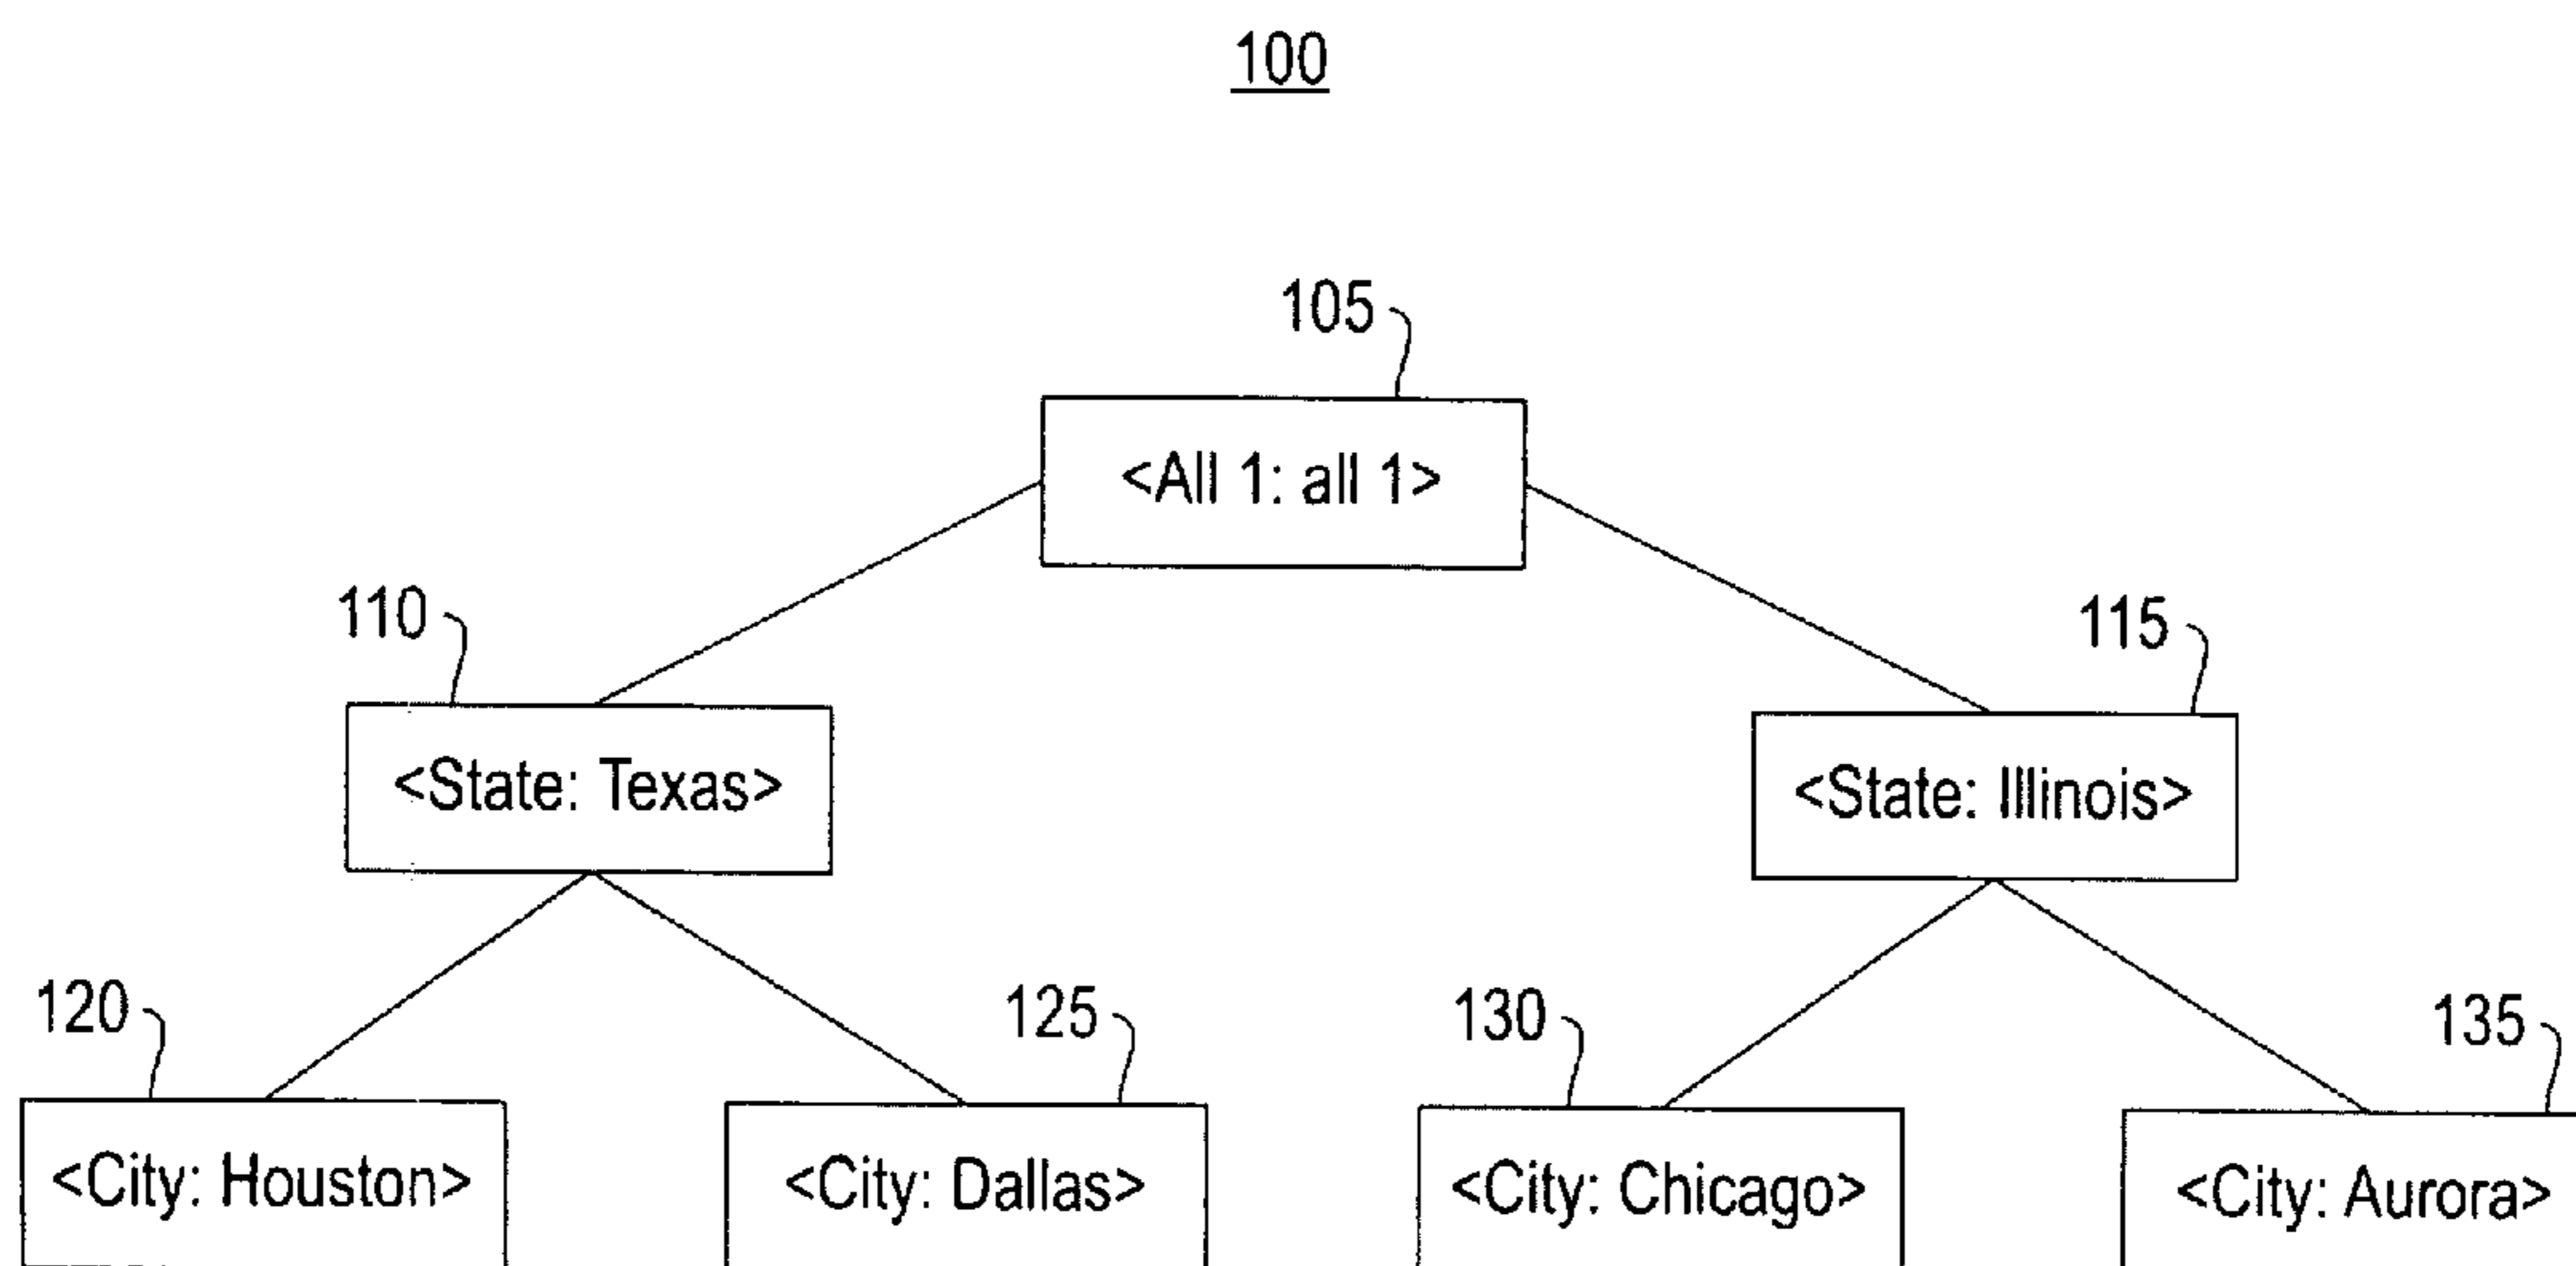 100
105
<All 1: all 1>
110
115
<State: Texas>
<State: Illinois>
120
125
130
135
<City: Houston>
<City: Dallas>
<City: Chicago>
<City: Aurora>